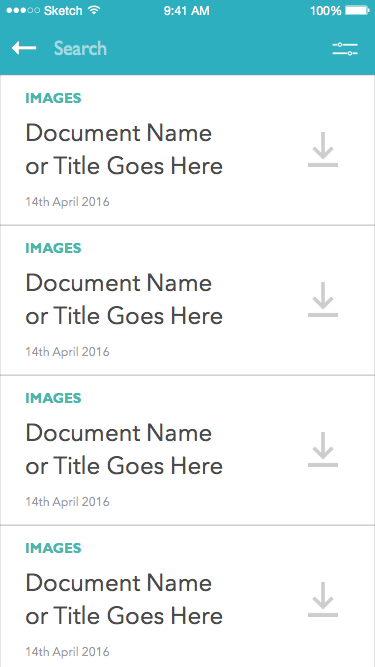 Sketch 9:41 AM 100%
Search
IMAGES
Document Name
or Title Goes Here
14th April 2016
IMAGES
Document Name
or Title Goes Here
14th April 2016
IMAGES
Document Name
or Title Goes Here
14th April 2016
IMAGES
Document Name
or Title Goes Here
14th April 2016